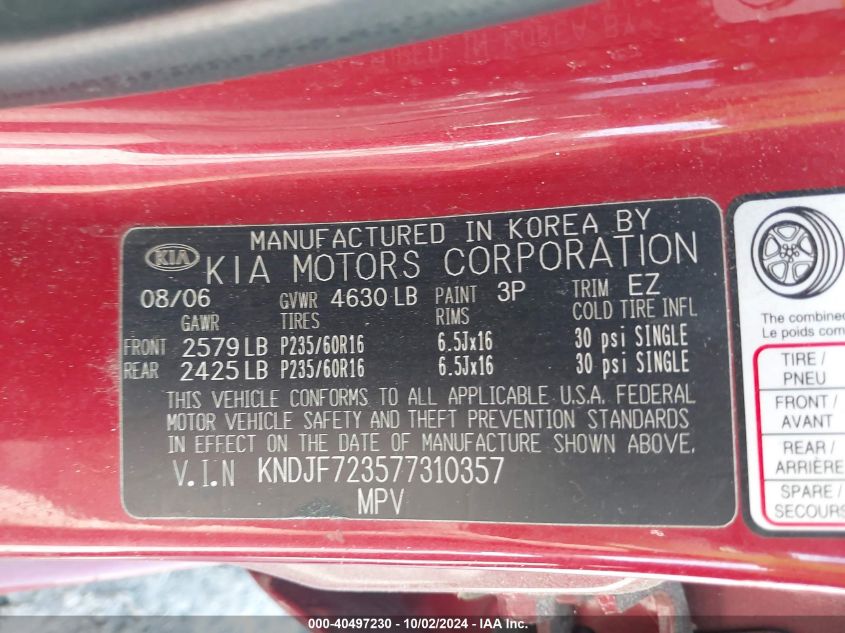 MANUFACTURED IN KOREA BY
KIA KIA MOTORS CORPORATION
08/06 GVWR 4630 LB PAINT 3P TRIM EZ
GAWR TIRES RIMS COLD TIRE INFL
FRONT 2579 LB P235/60R16 6.5Jx16 30 psi SINGLE
REAR 2425 LB P235/60R16 6.5Jx16 30 psi SINGLE
THIS VEHICLE CONFORMS TO ALL APPLICABLE U.S.A. FEDERAL
MOTOR VEHICLE SAFETY AND THEFT PREVENTION STANDARDS
IN EFFECT ON THE DATE OF MANUFACTURE SHOWN ABOVE.
V.I.N KNDJF723577310357
MPV
The combined
Le poids com
TIRE /
PNEU
FRONT /
AVANT
REAR /
ARRIÈRE
SPARE /
SECOURS
000-40497230 - 10/02/2024 - Copyright © IAA, Inc.